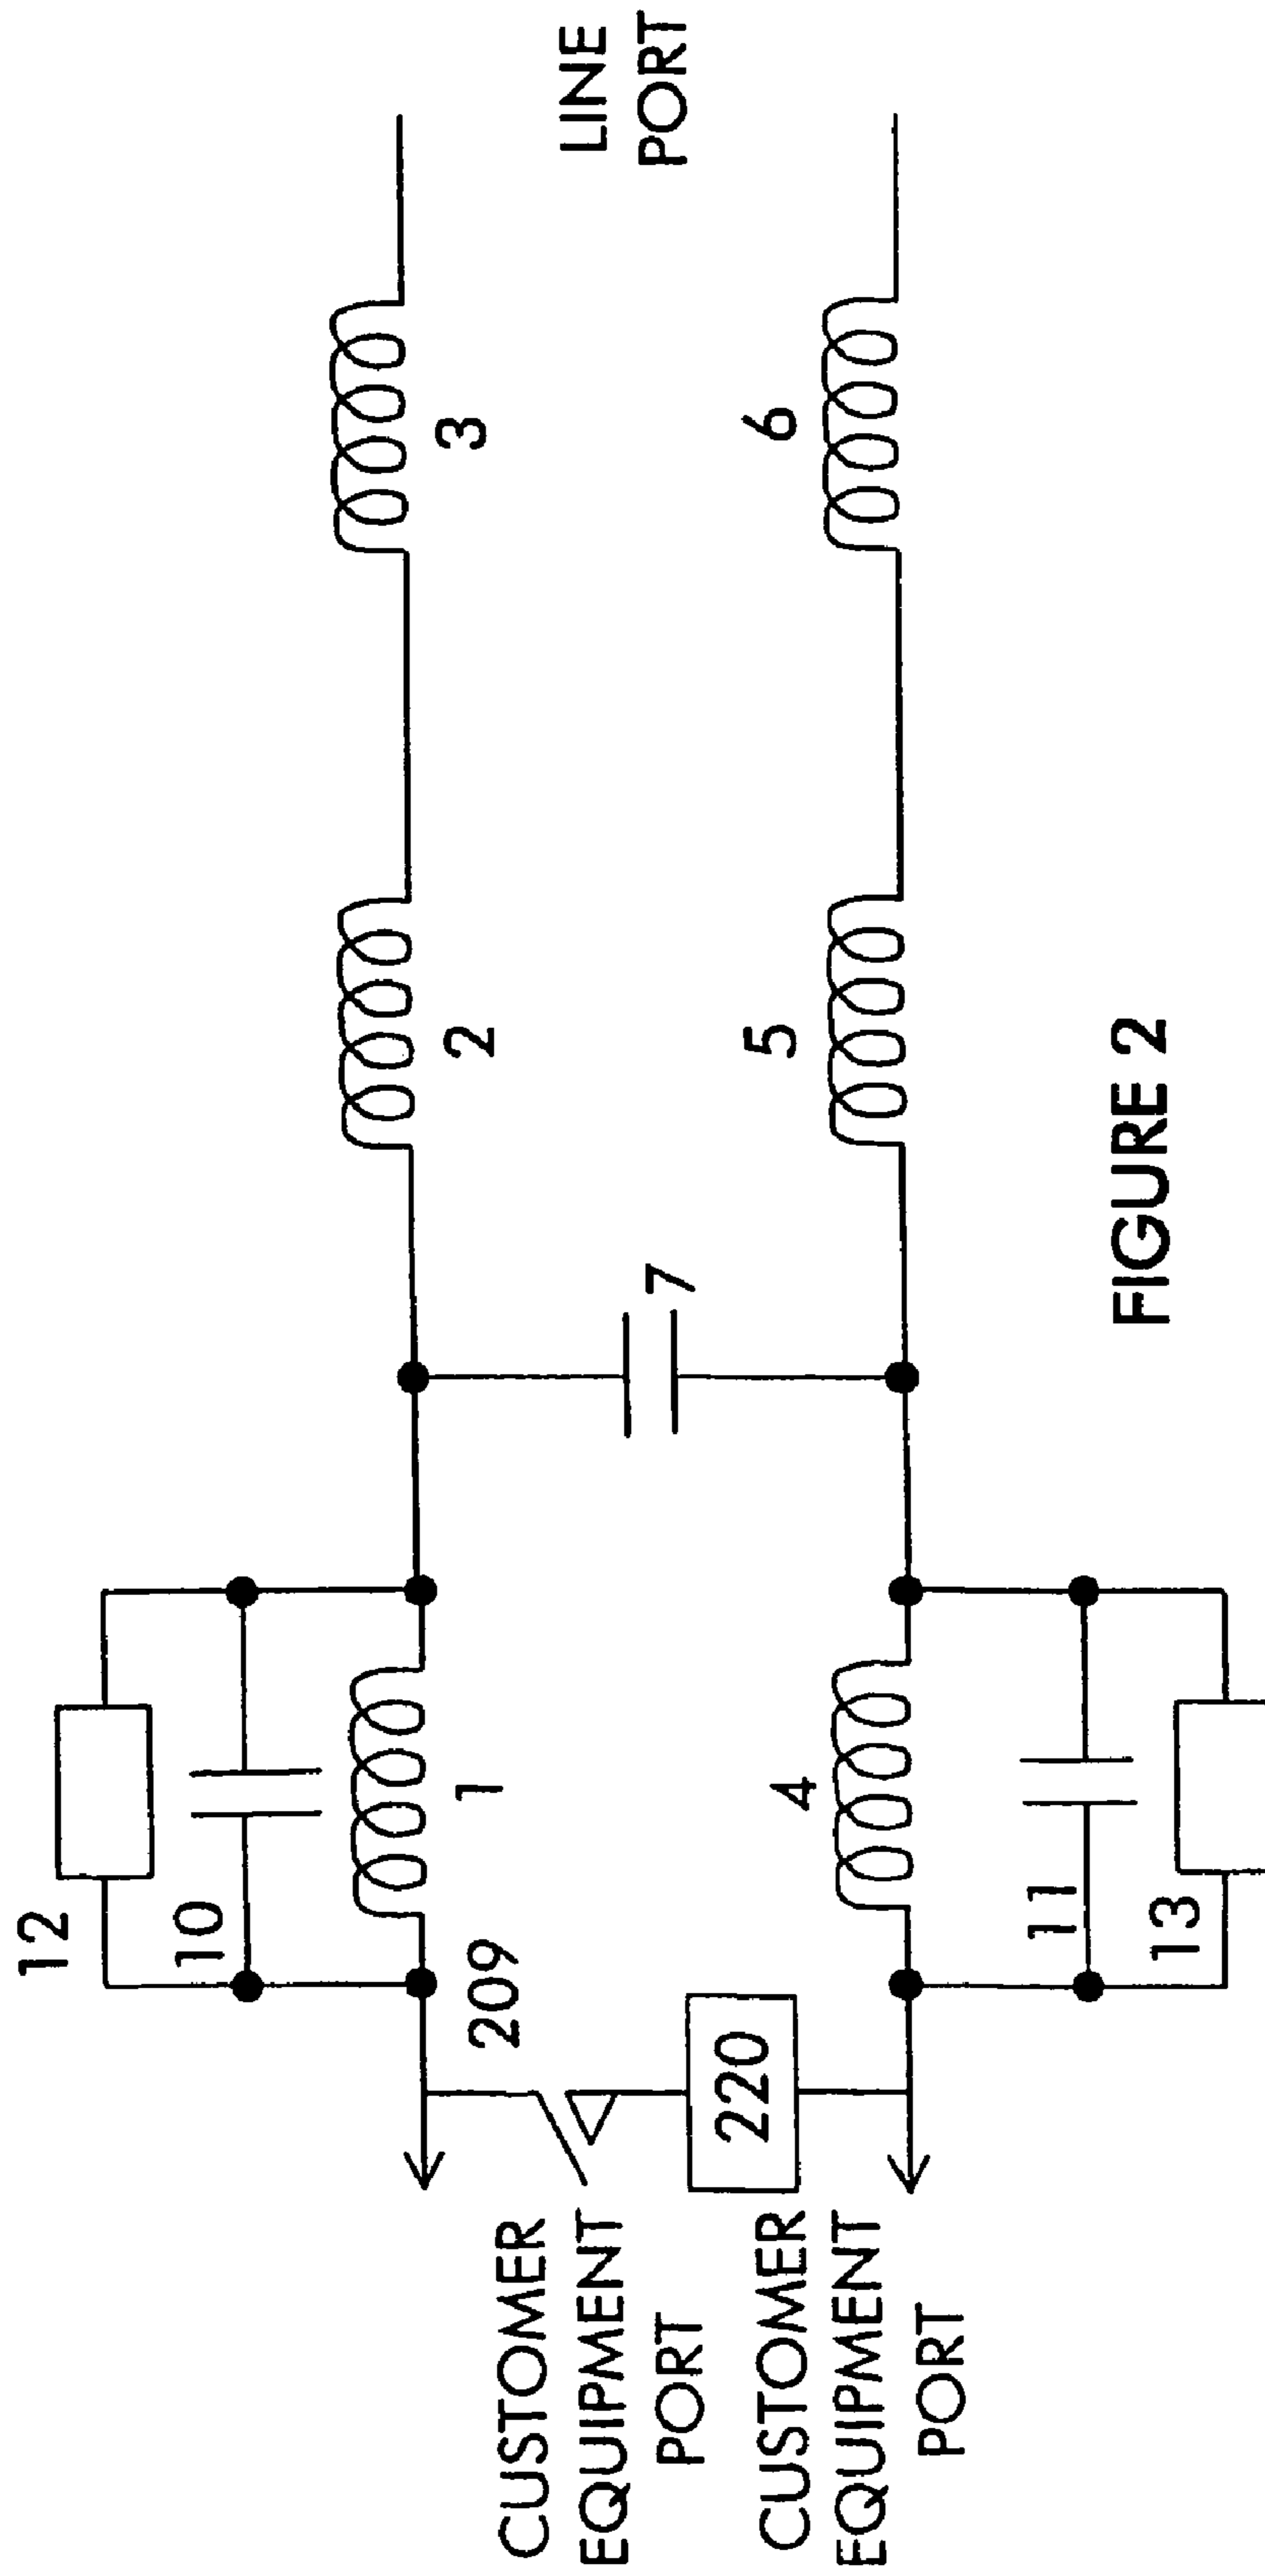 12
10
1
209
CUSTOMER
EQUIPMENT
PORT
220
CUSTOMER
EQUIPMENT
PORT
4
11
13
7
2
5
3
6
LINE
PORT
FIGURE 2